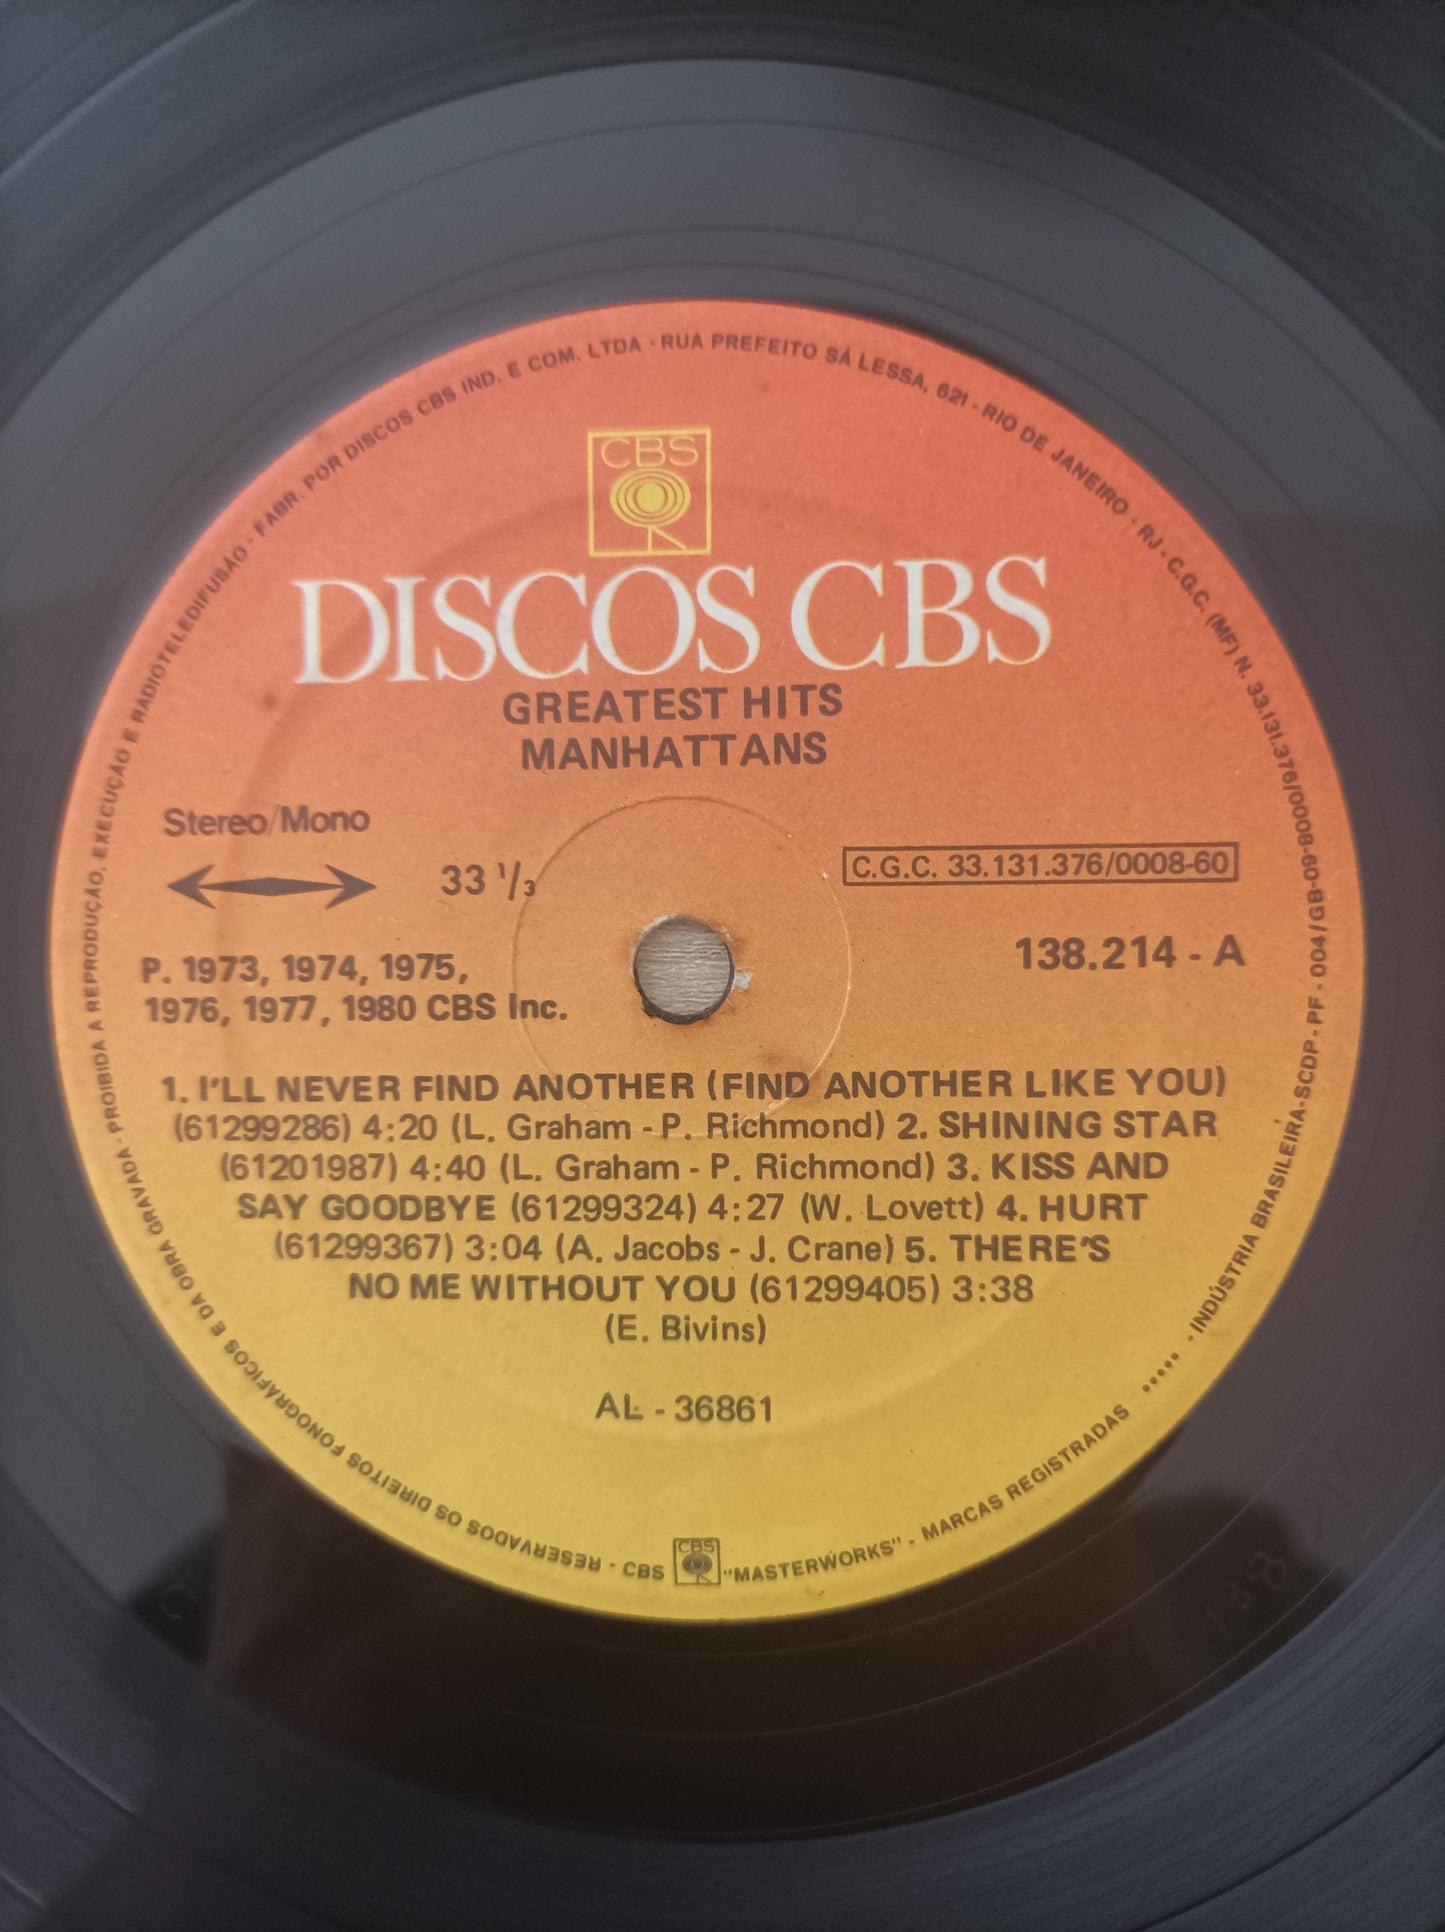 FABR. POR DISCOS CBS IND. E COM. LTDA · RUA PREFEITO SÁ LESSA, 621 - RIO DE JANEIRO · RJ · C.G.C. (MF) N. 33.131.376/0008-60/GB-004 - PF · SCDP · INDÚSTRIA BRASILEIRA ·
CBS
DISCOS CBS
GREATEST HITS
MANHATTANS
Stereo/Mono
33 1/3
C.G.C. 33.131.376/0008-60
138.214 - A
P. 1973, 1974, 1975,
1976, 1977, 1980 CBS Inc.
1. I'LL NEVER FIND ANOTHER (FIND ANOTHER LIKE YOU)
(61299286) 4:20 (L. Graham - P. Richmond) 2. SHINING STAR
(61201987) 4:40 (L. Graham - P. Richmond) 3. KISS AND
SAY GOODBYE (61299324) 4:27 (W. Lovett) 4. HURT
(61299367) 3:04 (A. Jacobs - J. Crane) 5. THERE'S
NO ME WITHOUT YOU (61299405) 3:38
(E. Bivins)
AL - 36861
CBS CBS "MASTERWORKS" - MARCAS REGISTRADAS
RESERVADOS OS DIREITOS FONOGRÁFICOS E DA OBRA GRAVADA · PROIBIDA A REPRODUÇÃO, EXECUÇÃO E RADIOTELEDIFUSÃO ·